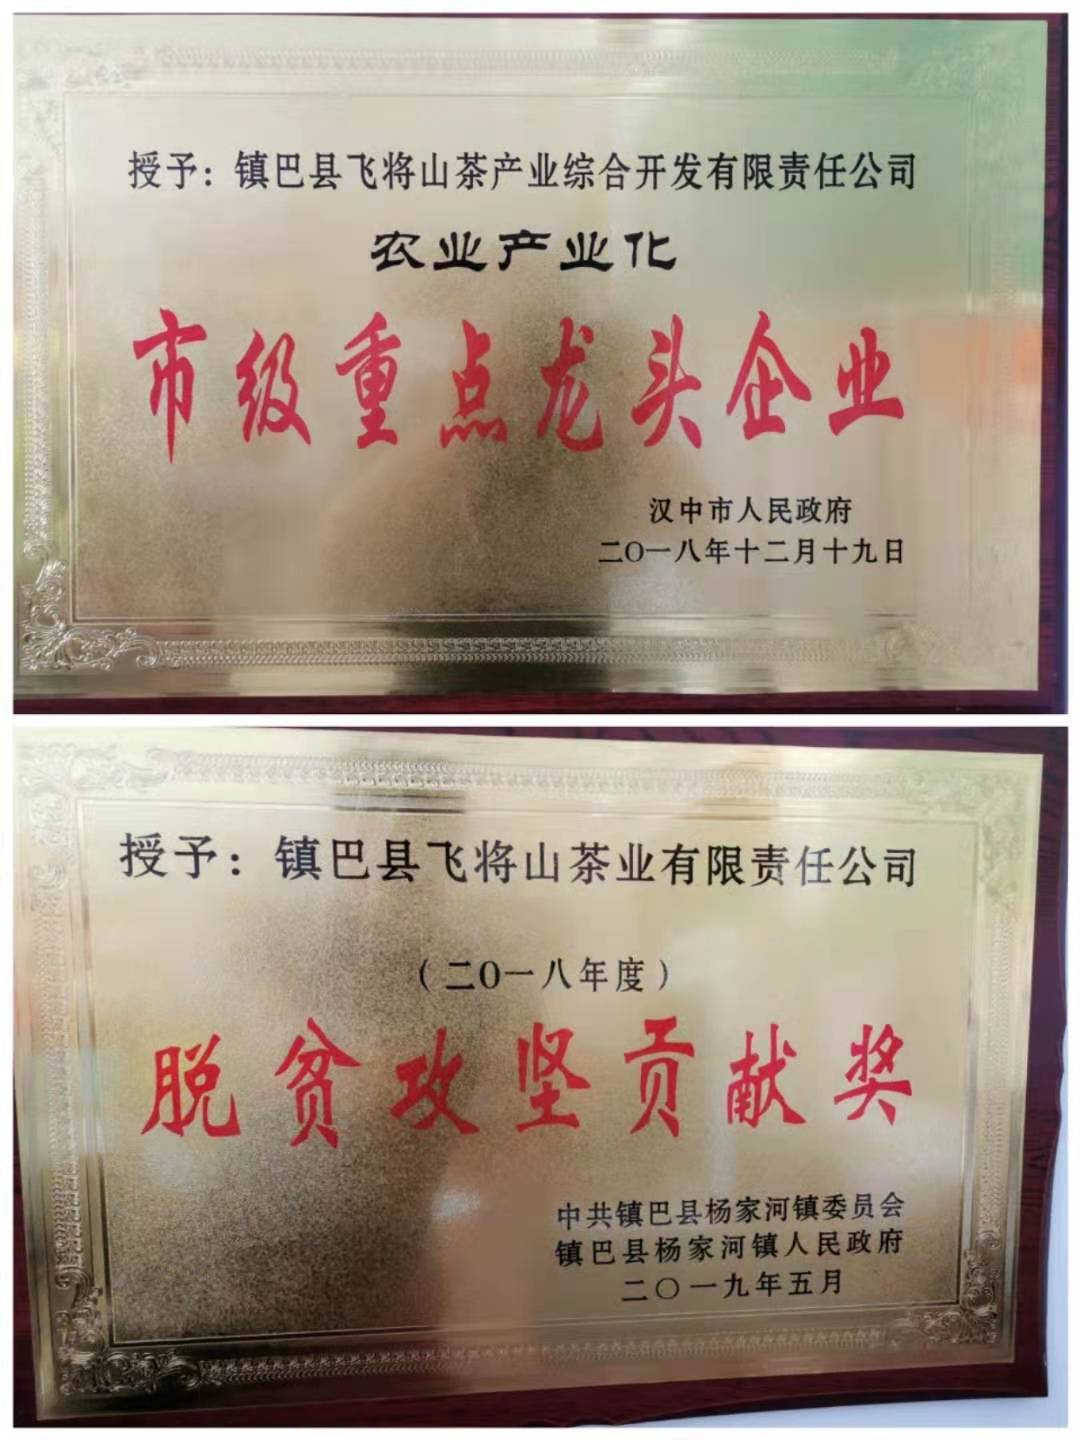 授予：镇巴县飞将山茶产业综合开发有限责任公司
农业产业化
市级重点龙头企业
汉中市人民政府
二〇一八年十二月十九日
授予：镇巴县飞将山茶业有限责任公司
（二〇一八年度）
脱贫攻坚贡献奖
中共镇巴县杨家河镇委员会
镇巴县杨家河镇人民政府
二〇一九年五月